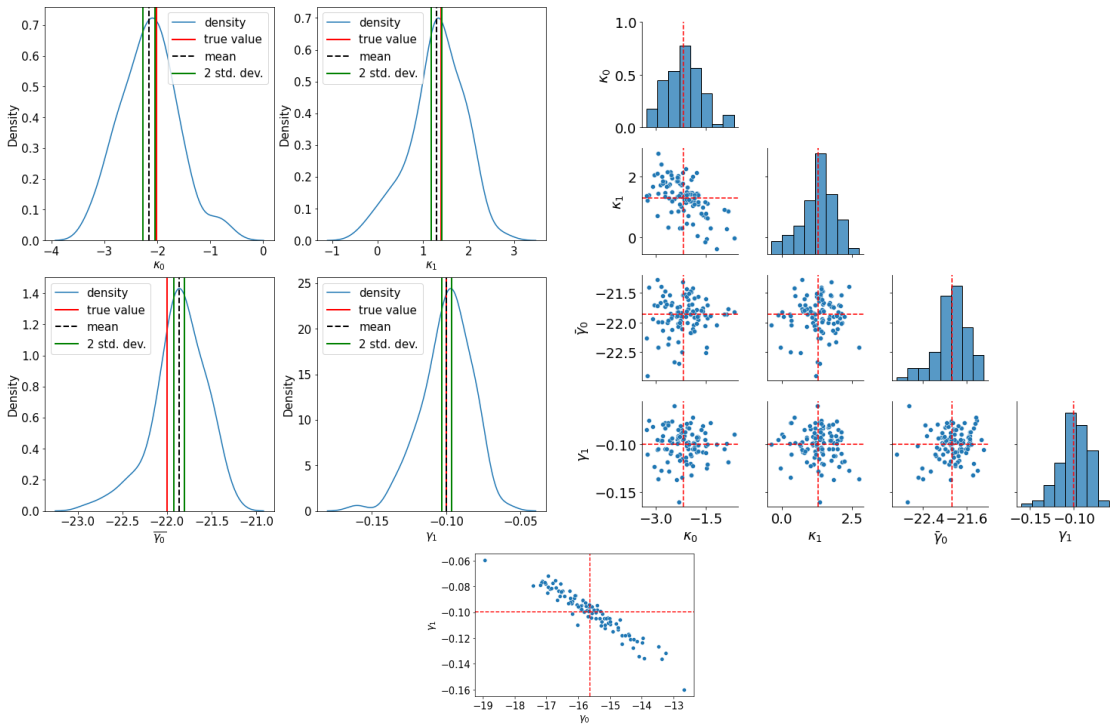 density
true value
mean
2 std. dev.
Density
0.7
0.6
0.5
0.4
0.3
0.2
0.1
0.0
−4 −3 −2 −1 0
κ₀
density
true value
mean
2 std. dev.
Density
0.7
0.6
0.5
0.4
0.3
0.2
0.1
0.0
−1 0 1 2 3
κ₁
density
true value
mean
2 std. dev.
Density
1.4
1.2
1.0
0.8
0.6
0.4
0.2
0.0
−23.0 −22.5 −22.0 −21.5 −21.0
γ̅₀
density
true value
mean
2 std. dev.
Density
25
20
15
10
5
0
−0.15 −0.10 −0.05
γ₁
κ₀
1.0
0.5
0.0
κ₁
2
0
γ̄₀
−21.5
−22.0
−22.5
γ₁
−0.10
−0.15
−3.0 −1.5
κ₀
0.0 2.5
κ₁
−22.4 −21.6
γ̄₀
−0.15 −0.10
γ₁
γ₁
−0.06
−0.08
−0.10
−0.12
−0.14
−0.16
−19 −18 −17 −16 −15 −14 −13
γ₀